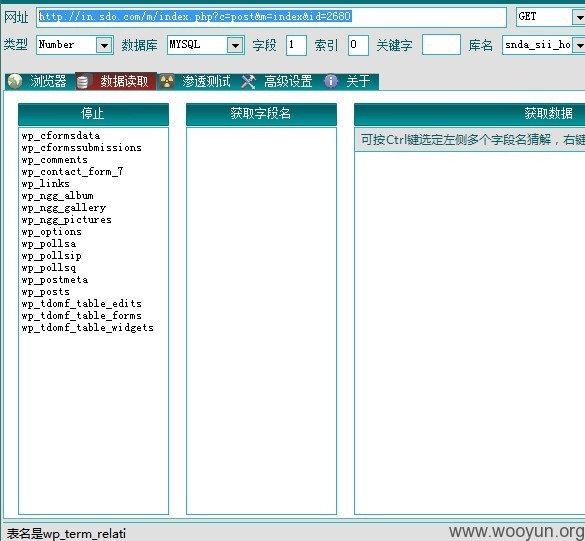 网址 http://in.sdo.com/m/index.php?c=post&m=index&id=2680 GET
类型 Number 数据库 MYSQL 字段 1 索引 0 关键字 库名 snda_sii_ho
浏览器 数据读取 渗透测试 高级设置 关于
停止 获取字段名 获取数据
可按Ctrl键选定左侧多个字段名猜解，右键
wp_cformsdata
wp_cformssubmissions
wp_comments
wp_contact_form_7
wp_links
wp_ngg_album
wp_ngg_gallery
wp_ngg_pictures
wp_options
wp_pollsa
wp_pollsip
wp_pollsq
wp_postmeta
wp_posts
wp_tdomf_table_edits
wp_tdomf_table_forms
wp_tdomf_table_widgets
表名是wp_term_relati
www.wooyun.org